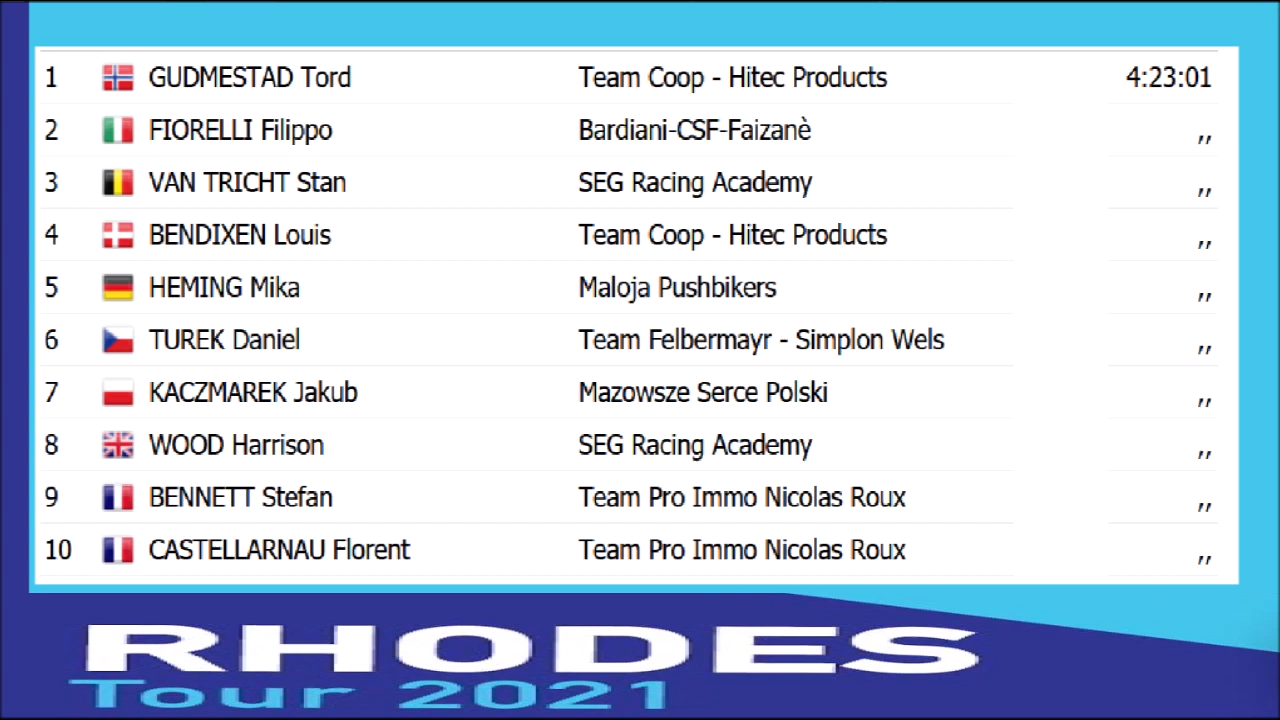 1 GUDMESTAD Tord Team Coop - Hitec Products 4:23:01
2 FIORELLI Filippo Bardiani-CSF-Faizanè ,,
3 VAN TRICHT Stan SEG Racing Academy ,,
4 BENDIXEN Louis Team Coop - Hitec Products ,,
5 HEMING Mika Maloja Pushbikers ,,
6 TUREK Daniel Team Felbermayr - Simplon Wels ,,
7 KACZMAREK Jakub Mazowsze Serce Polski ,,
8 WOOD Harrison SEG Racing Academy ,,
9 BENNETT Stefan Team Pro Immo Nicolas Roux ,,
10 CASTELLARNAU Florent Team Pro Immo Nicolas Roux ,,
RHODES
Tour 2021